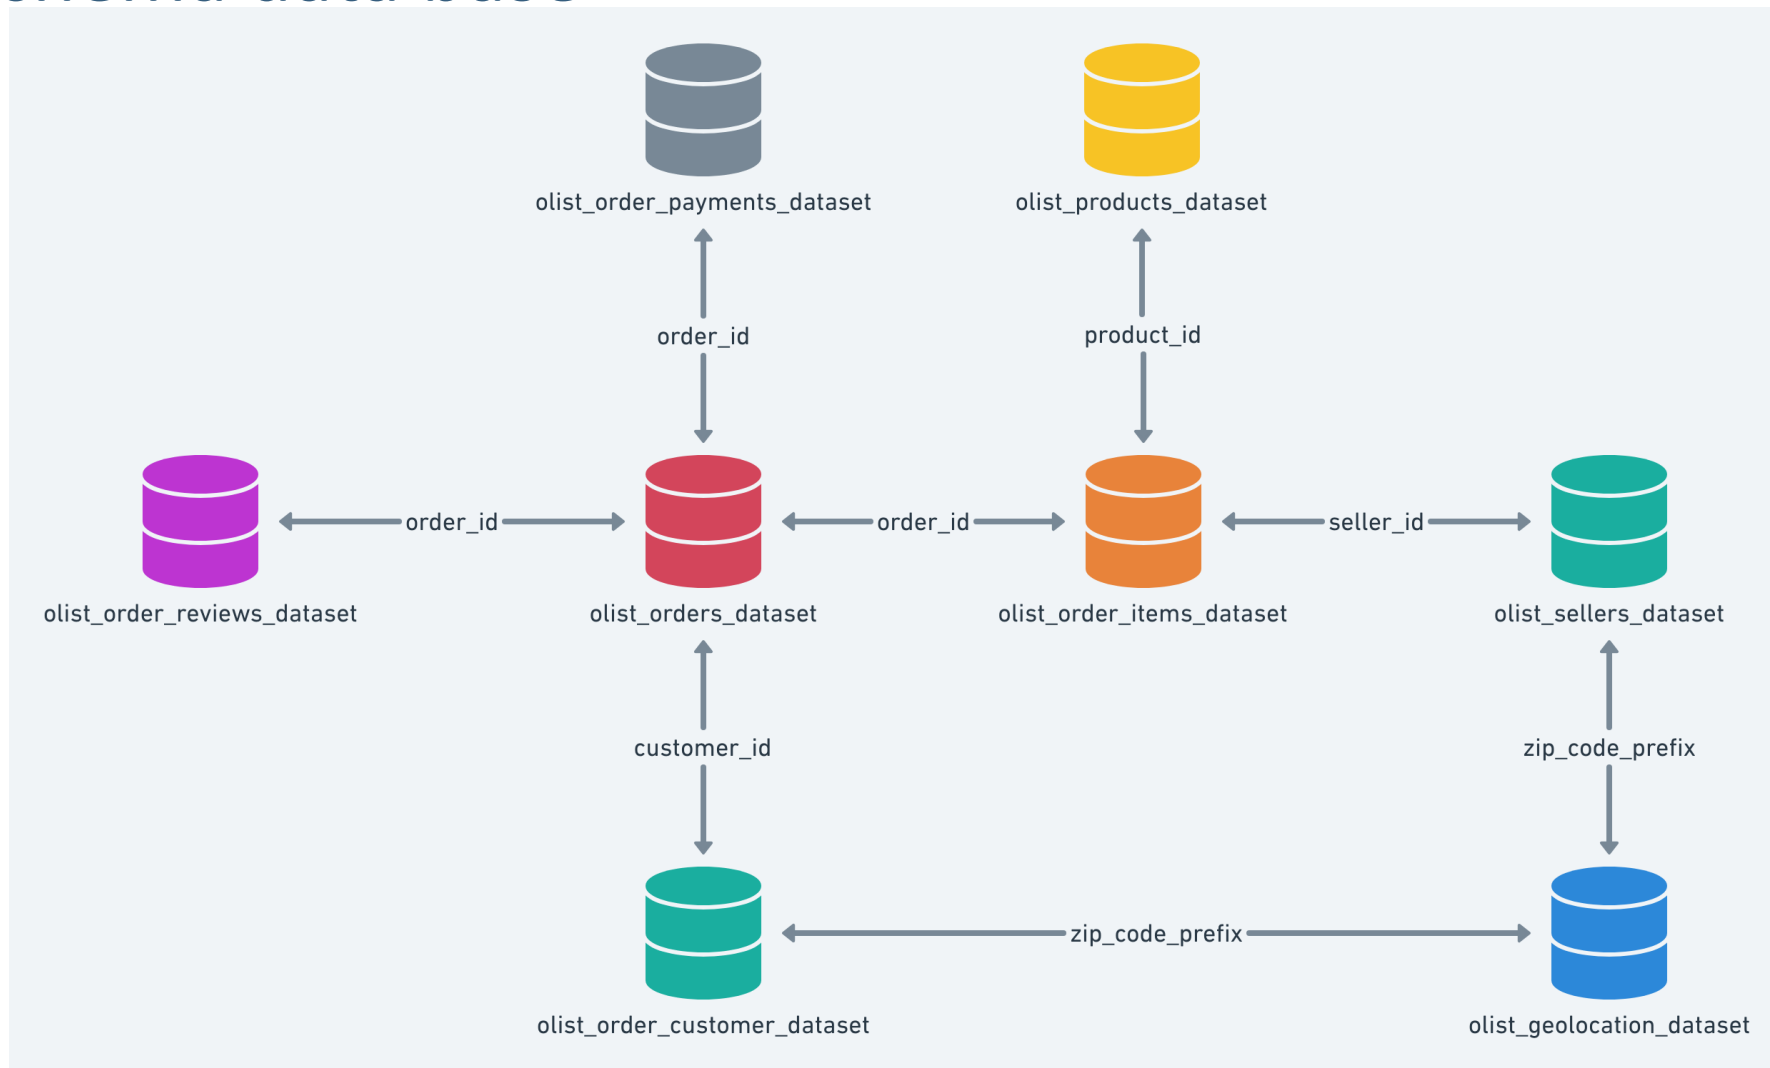 olist_order_payments_dataset
olist_products_dataset
order_id
product_id
order_id
order_id
seller_id
olist_order_reviews_dataset
olist_orders_dataset
olist_order_items_dataset
olist_sellers_dataset
customer_id
zip_code_prefix
zip_code_prefix
olist_order_customer_dataset
olist_geolocation_dataset